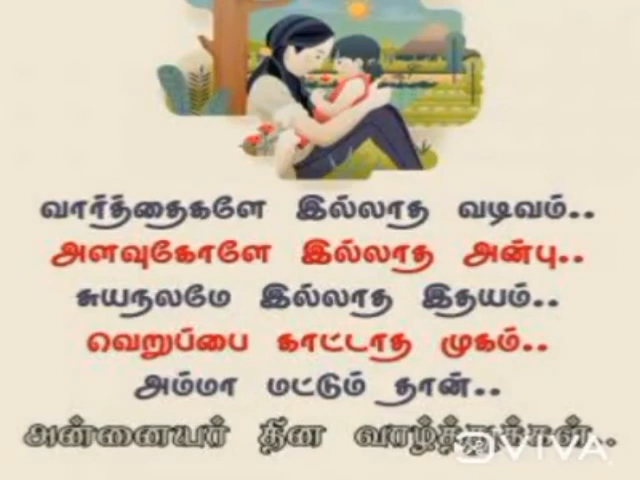 வார்த்தைகளே இல்லாத வடிவம்..
அளவுகோளே இல்லாத அன்பு..
சுயநலமே இல்லாத இதயம்..
வெறுப்பை காட்டாத முகம்..
அம்மா மட்டும் தான்..
அன்னையர் தின வாழ்த்துக்கள்..
VIVA